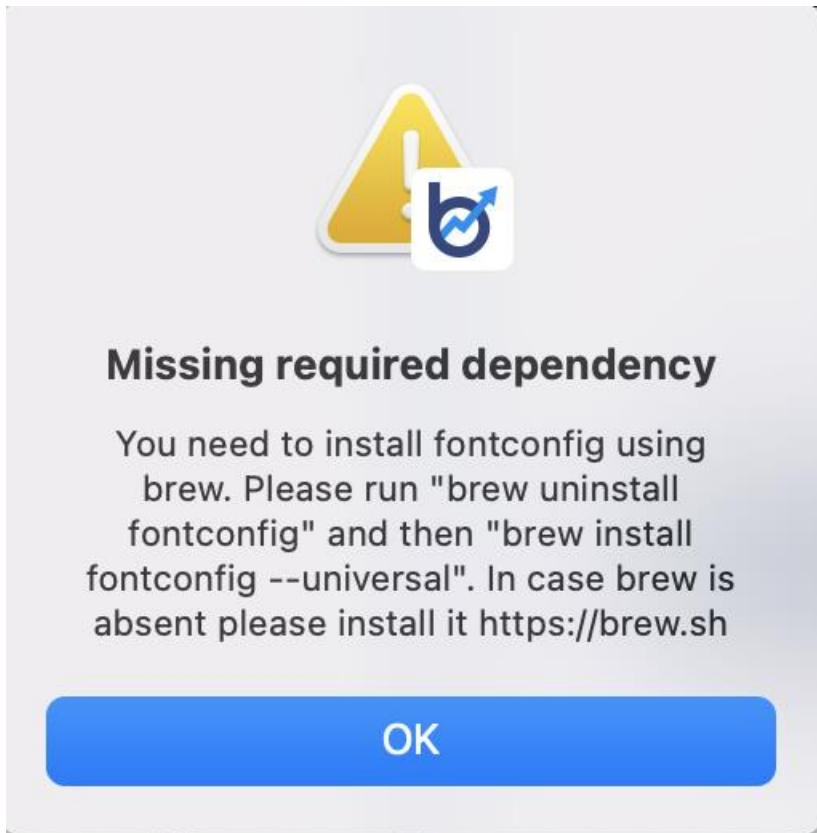 Missing required dependency
You need to install fontconfig using
brew. Please run "brew uninstall
fontconfig" and then "brew install
fontconfig --universal". In case brew is
absent please install it https://brew.sh
OK